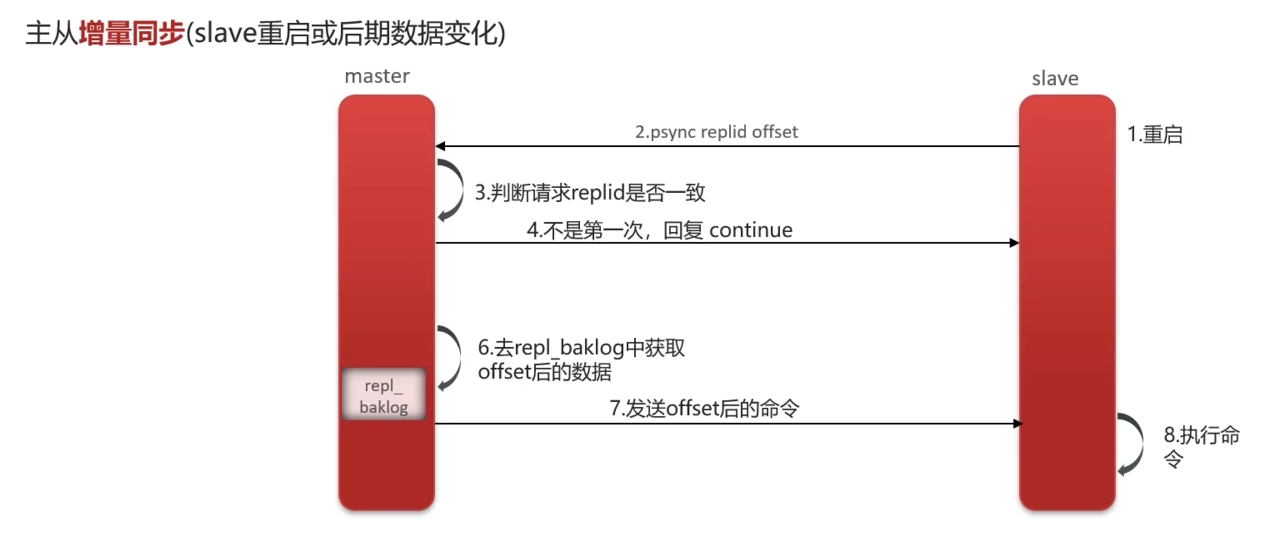 主从增量同步(slave重启或后期数据变化)
master
slave
2.psync replid offset
1.重启
3.判断请求replid是否一致
4.不是第一次，回复 continue
6.去repl_baklog中获取
offset后的数据
repl_
baklog
7.发送offset后的命令
8.执行命
令